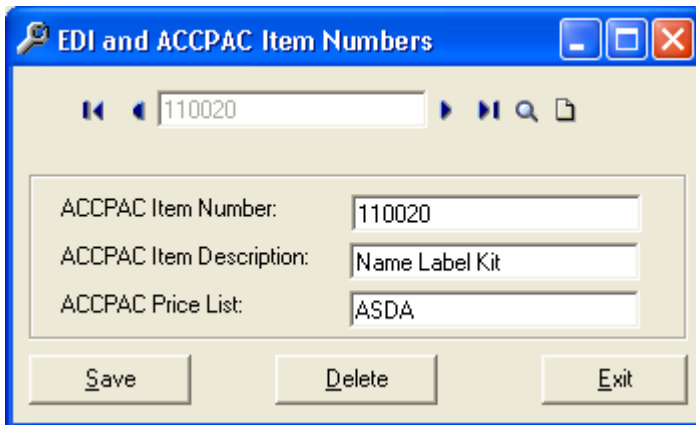 EDI and ACCPAC Item Numbers
110020
ACCPAC Item Number: 110020
ACCPAC Item Description: Name Label Kit
ACCPAC Price List: ASDA
Save Delete Exit